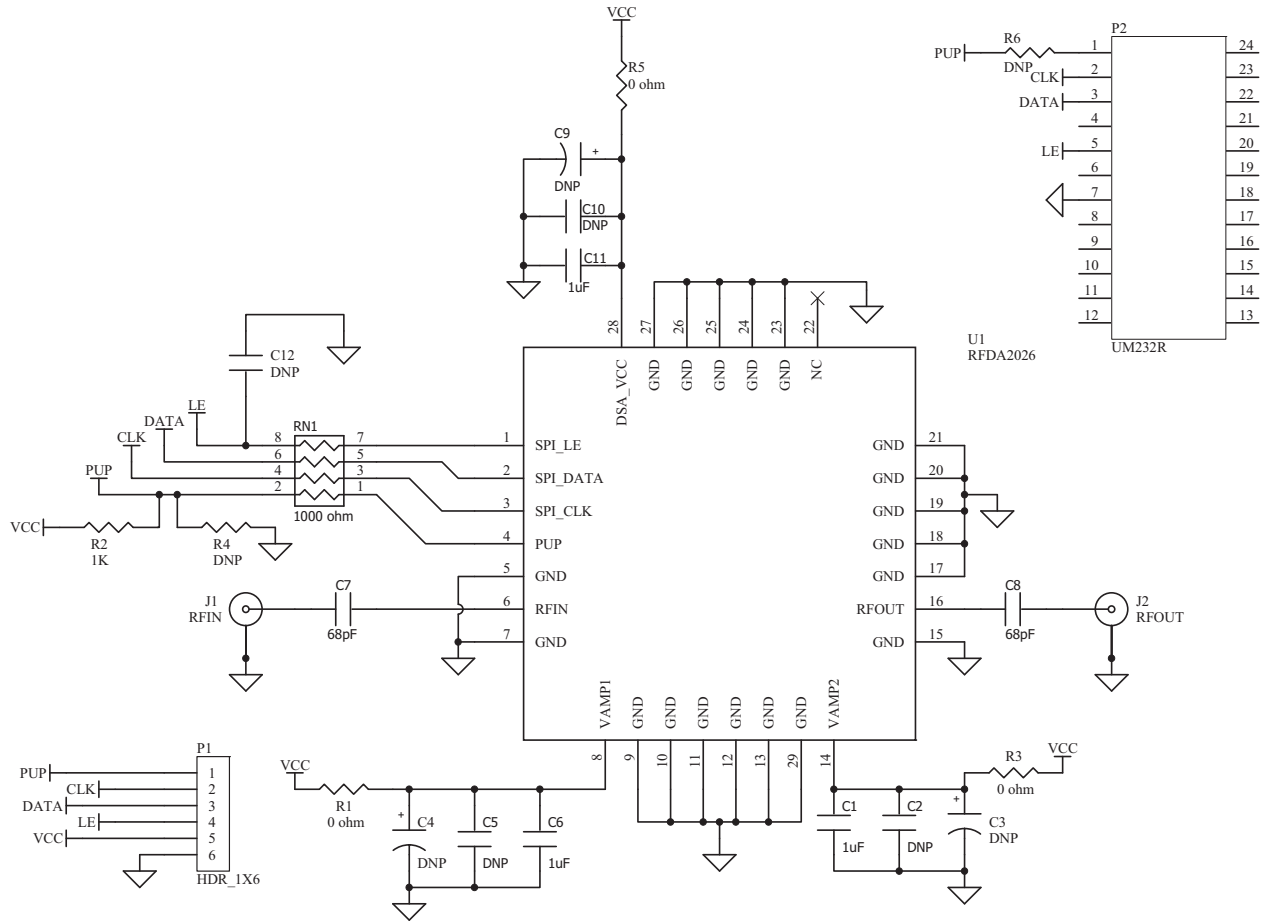 VCC
R5
0 ohm
C9
+
DNP
C10
DNP
C11
1uF
P2
R6
PUP
DNP
CLK
DATA
LE
1
2
3
4
5
6
7
8
9
10
11
12
24
23
22
21
20
19
18
17
16
15
14
13
UM232R
U1
RFDA2026
28
27
26
25
24
23
22
DSA_VCC
GND
GND
GND
GND
GND
NC
C12
DNP
LE
DATA
CLK
PUP
RN1
8
6
4
2
7
5
3
1
1000 ohm
VCC
R2
1K
R4
DNP
1 SPI_LE
2 SPI_DATA
3 SPI_CLK
4 PUP
5 GND
6 RFIN
7 GND
GND 21
GND 20
GND 19
GND 18
GND 17
RFOUT 16
GND 15
J1
RFIN
C7
68pF
C8
68pF
J2
RFOUT
VAMP1
GND
GND
GND
GND
GND
GND
VAMP2
8
9
10
11
12
13
29
14
P1
PUP 1
CLK 2
DATA 3
LE 4
VCC 5
6
HDR_1X6
VCC
R1
0 ohm
+
C4
DNP
C5
DNP
C6
1uF
C1
1uF
C2
DNP
+
C3
DNP
R3
0 ohm
VCC